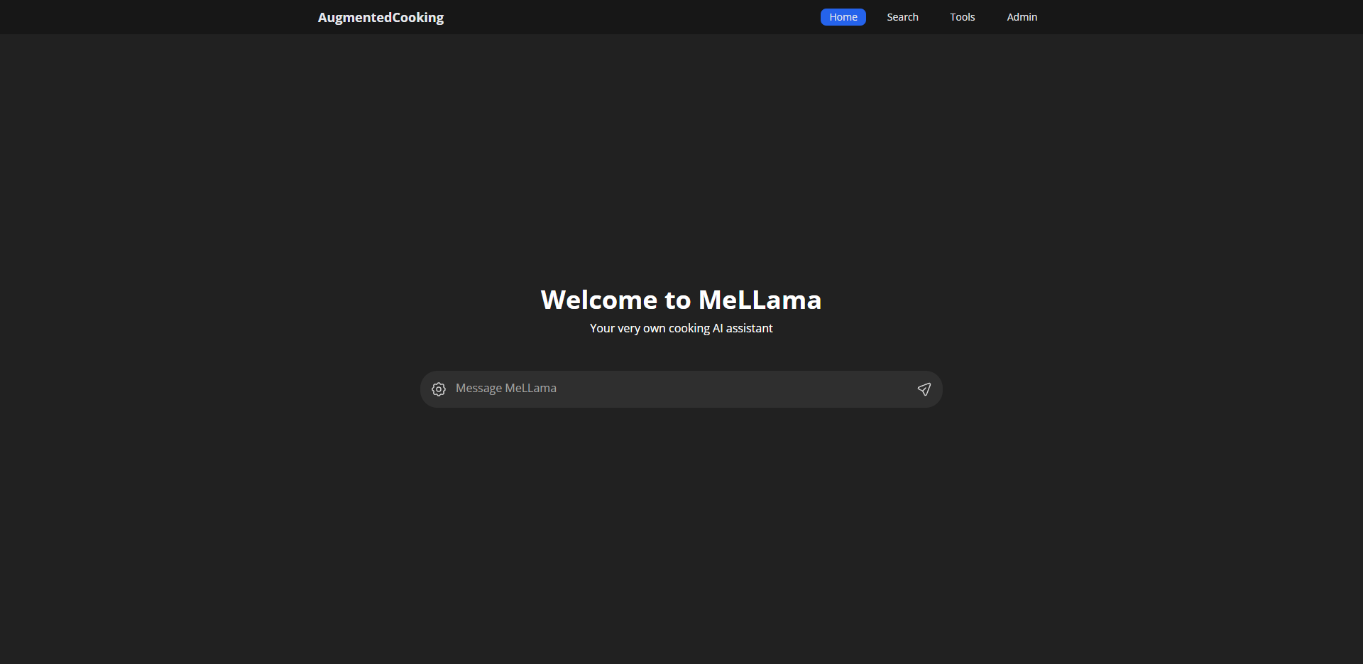 AugmentedCooking Home Search Tools Admin
Welcome to MeLLama
Your very own cooking AI assistant
Message MeLLama